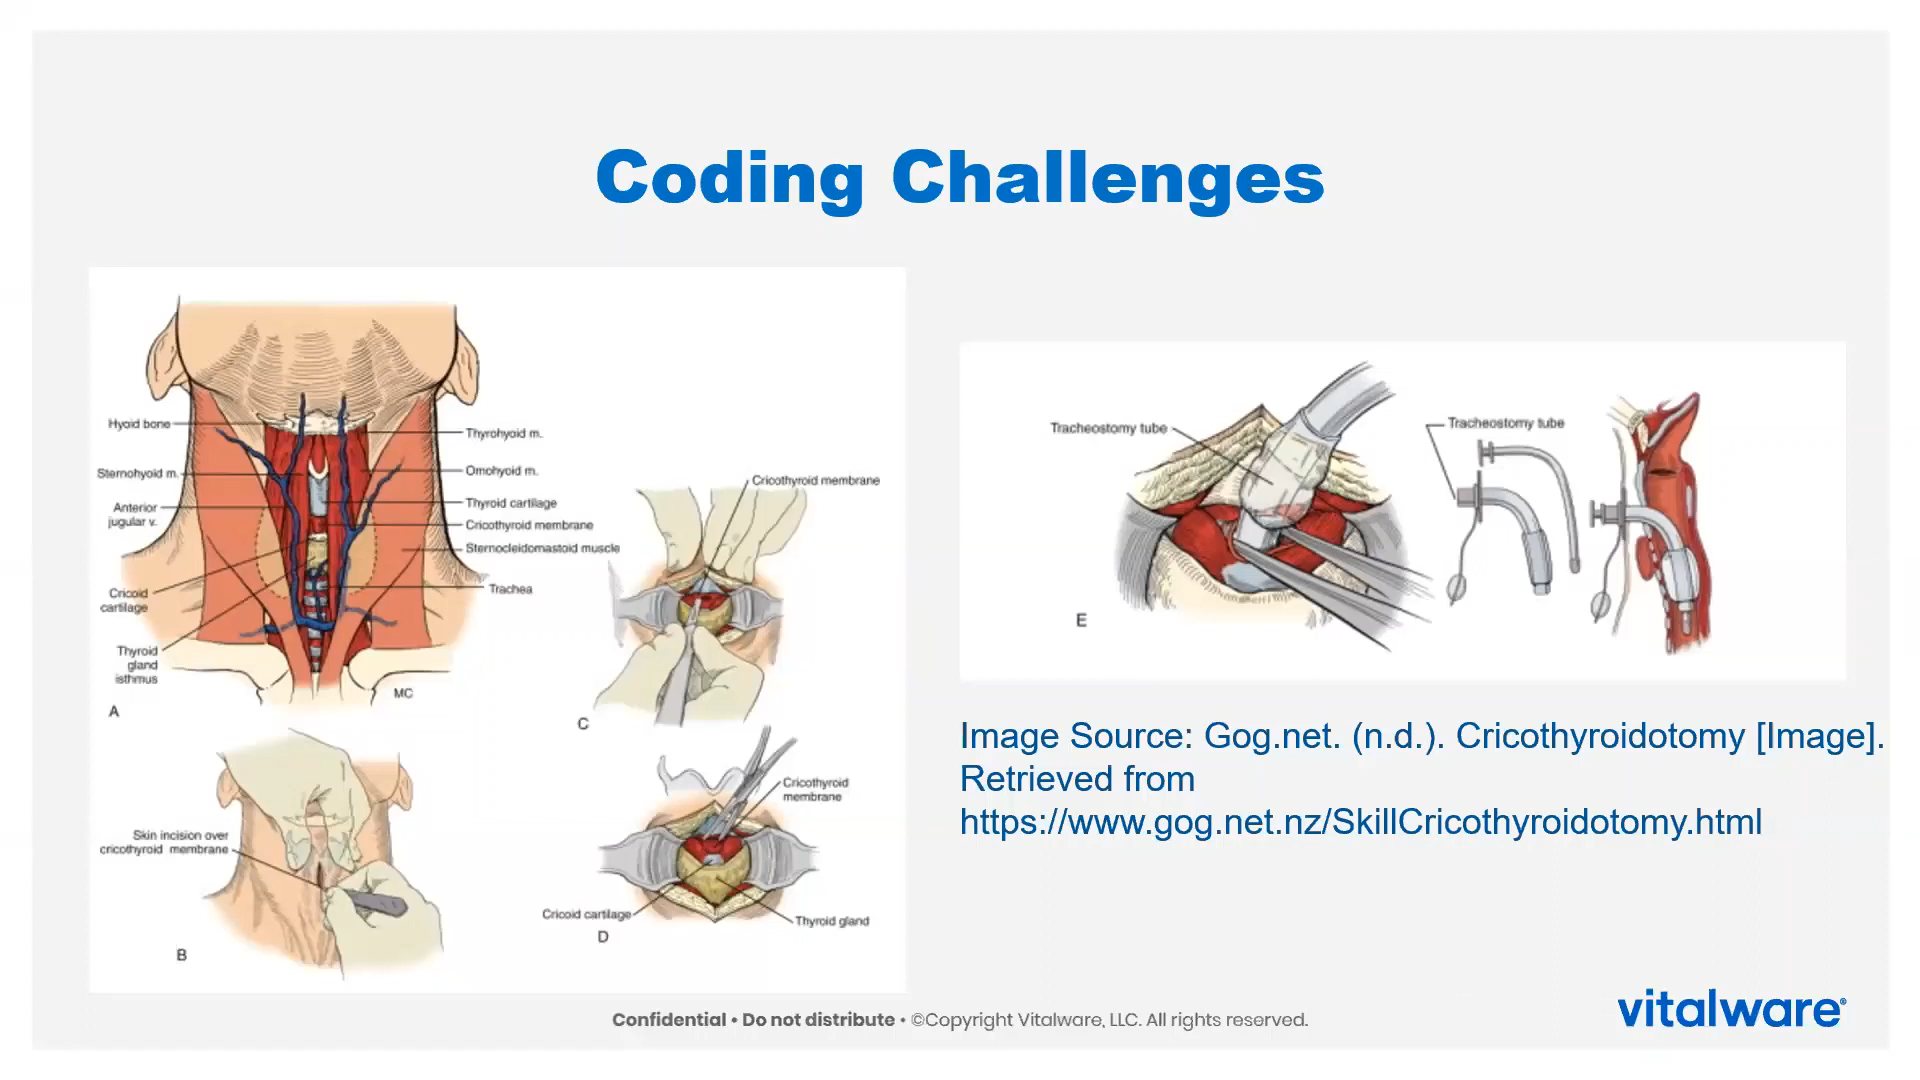 Coding Challenges
Hyoid bone
Sternohyoid m.
Anterior
jugular v.
Cricoid
cartilage
Thyroid
gland
isthmus
Thyrohyoid m.
Omohyoid m.
Thyroid cartilage
Cricothyroid membrane
Sternocleidomastoid muscle
Trachea
MC
A
Skin incision over
cricothyroid membrane
B
Cricothyroid membrane
C
Cricothyroid
membrane
Cricoid cartilage
Thyroid gland
D
Tracheostomy tube
E
Tracheostomy tube
Image Source: Gog.net. (n.d.). Cricothyroidotomy [Image].
Retrieved from
https://www.gog.net.nz/SkillCricothyroidotomy.html
Confidential • Do not distribute • ©Copyright Vitalware, LLC. All rights reserved.
vitalware®